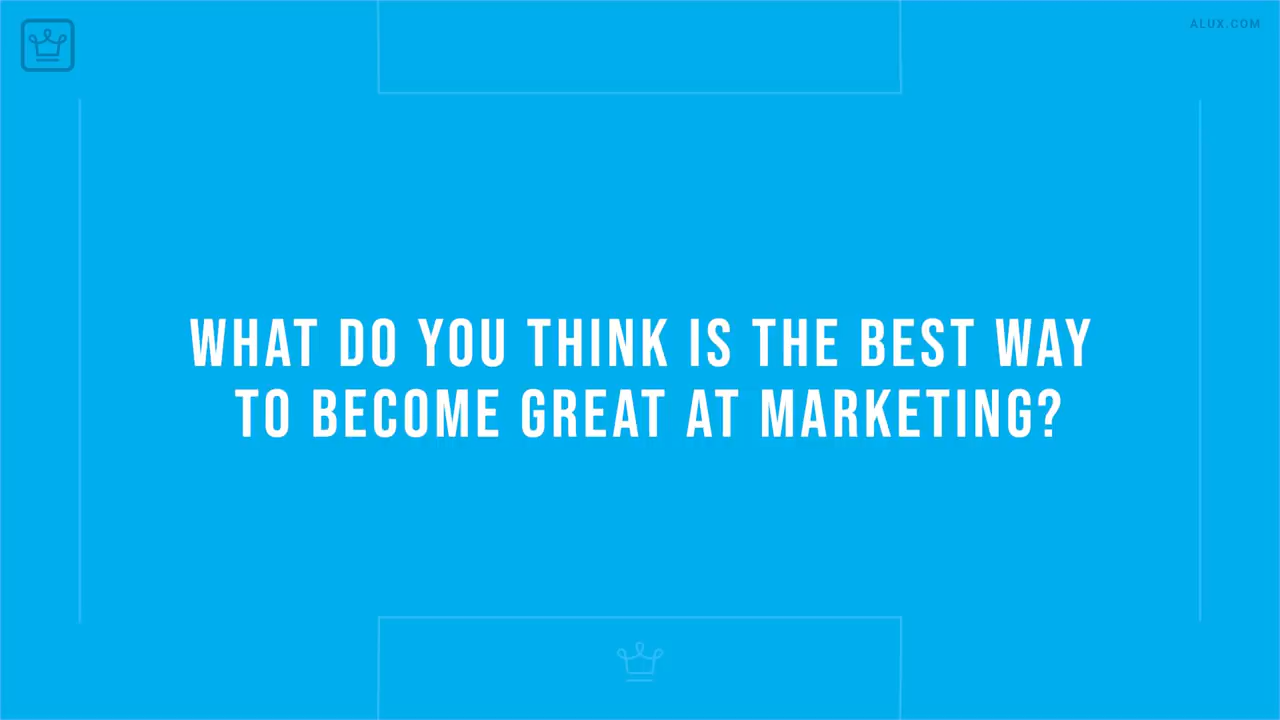 ALUX.COM
WHAT DO YOU THINK IS THE BEST WAY
TO BECOME GREAT AT MARKETING?